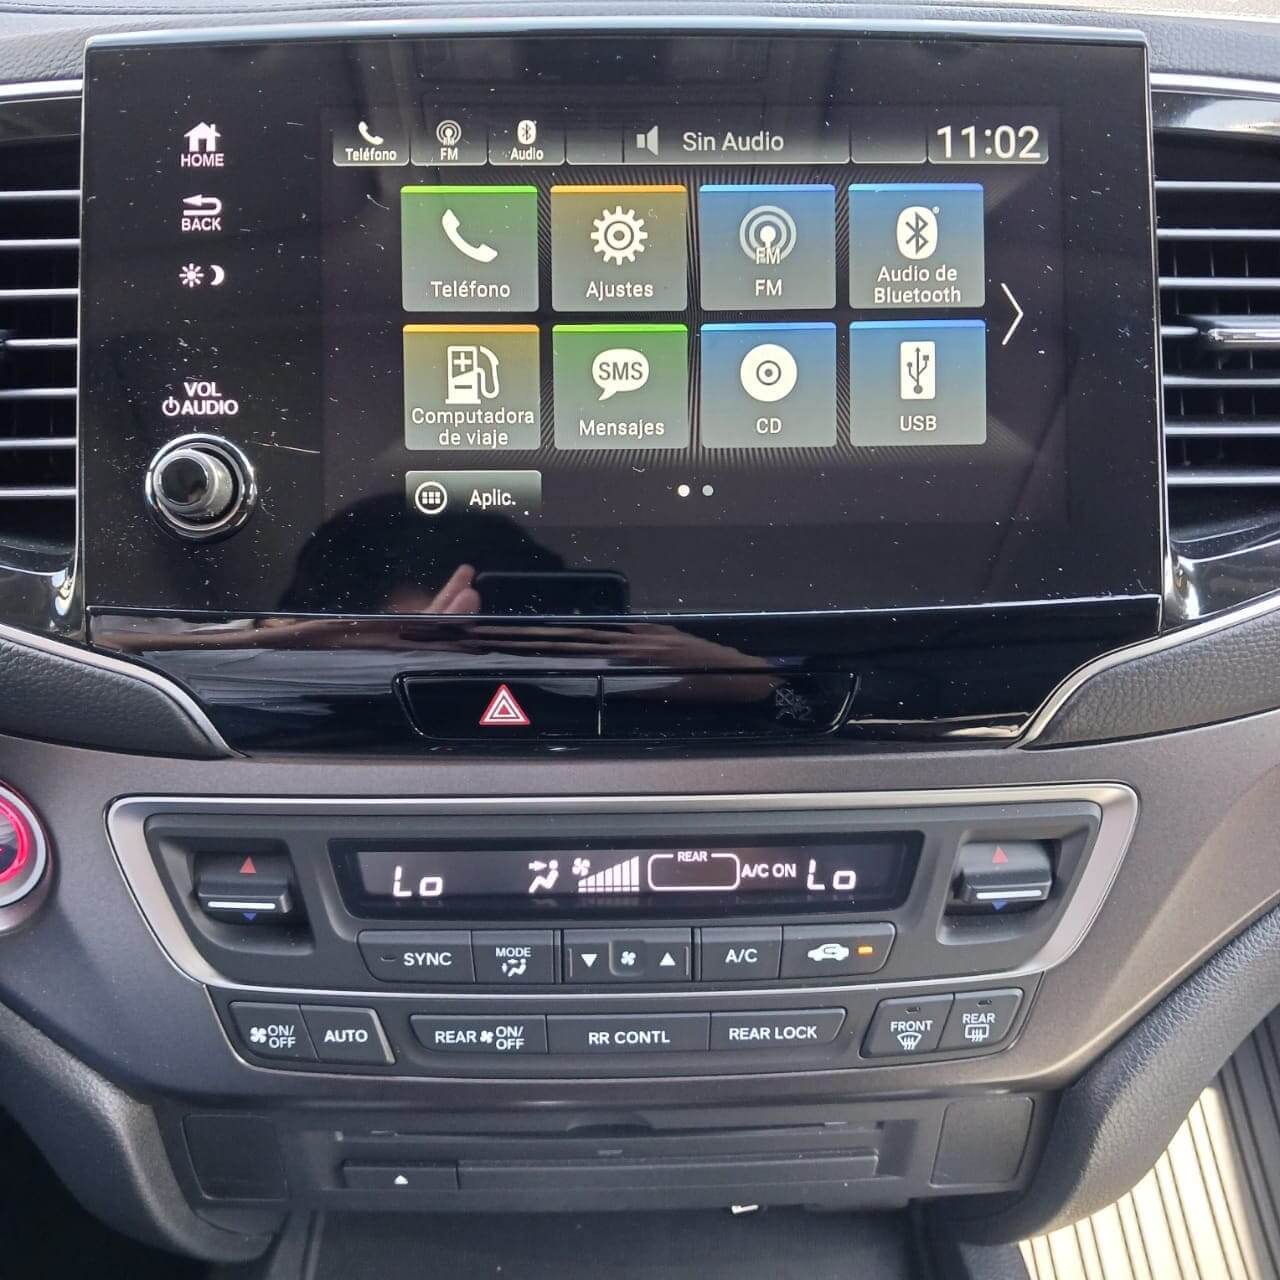 HOME
BACK
VOL
AUDIO
Teléfono
FM
Audio
Sin Audio
11:02
Teléfono
Ajustes
FM
FM
Audio de
Bluetooth
Computadora
de viaje
SMS
Mensajes
CD
USB
Aplic.
Lo
REAR
A/C ON
Lo
SYNC
MODE
A/C
ON/
OFF
AUTO
REAR ON/
OFF
RR CONTL
REAR LOCK
FRONT
REAR